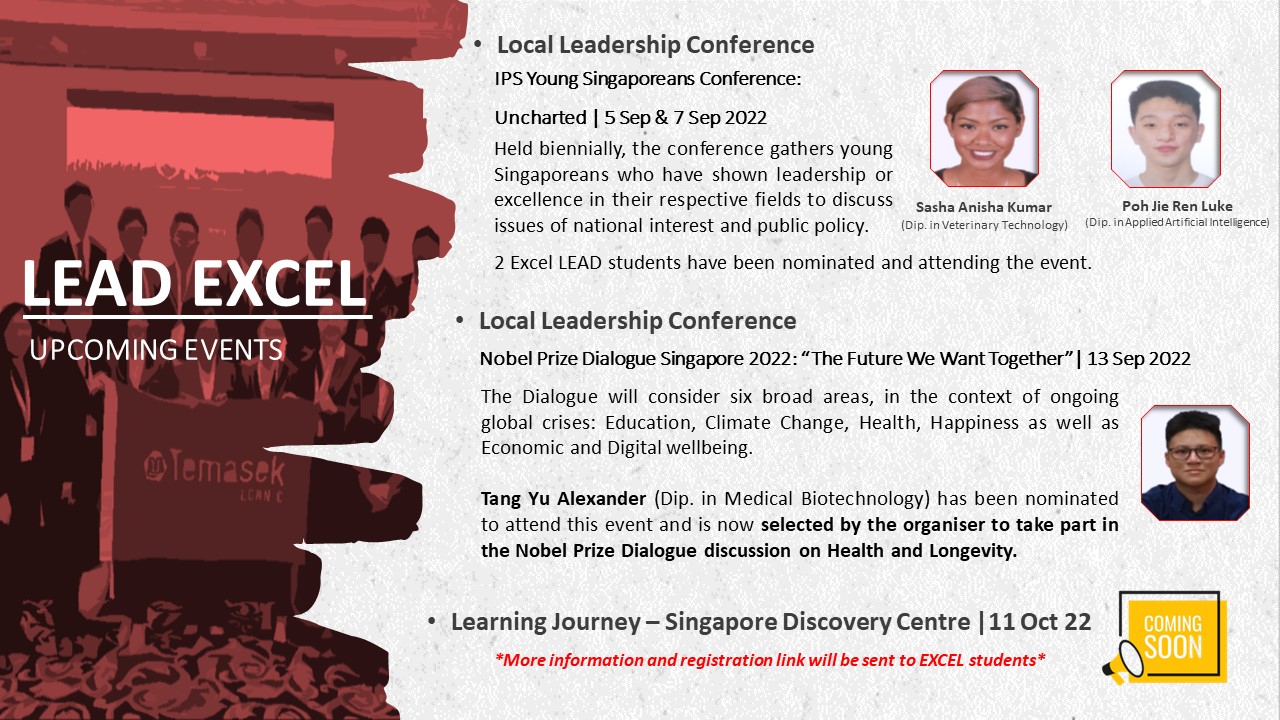 LEAD EXCEL
UPCOMING EVENTS
Temasek
• Local Leadership Conference
IPS Young Singaporeans Conference:
Uncharted | 5 Sep & 7 Sep 2022
Held biennially, the conference gathers young
Singaporeans who have shown leadership or
excellence in their respective fields to discuss
issues of national interest and public policy.
Sasha Anisha Kumar
(Dip. in Veterinary Technology)
Poh Jie Ren Luke
(Dip. in Applied Artificial Intelligence)
2 Excel LEAD students have been nominated and attending the event.
• Local Leadership Conference
Nobel Prize Dialogue Singapore 2022: “The Future We Want Together”| 13 Sep 2022
The Dialogue will consider six broad areas, in the context of ongoing
global crises: Education, Climate Change, Health, Happiness as well as
Economic and Digital wellbeing.
Tang Yu Alexander (Dip. in Medical Biotechnology) has been nominated
to attend this event and is now selected by the organiser to take part in
the Nobel Prize Dialogue discussion on Health and Longevity.
• Learning Journey – Singapore Discovery Centre |11 Oct 22
*More information and registration link will be sent to EXCEL students*
COMING
SOON